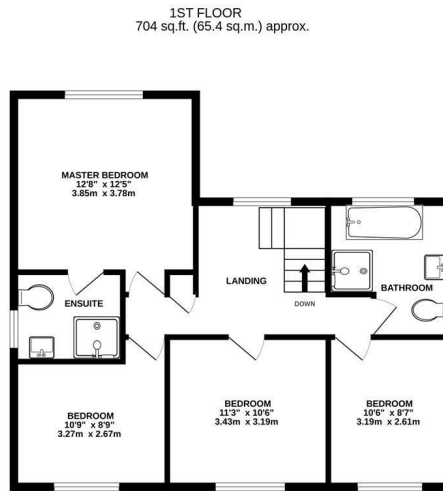 1ST FLOOR
704 sq.ft. (65.4 sq.m.) approx.
MASTER BEDROOM
12'8" x 12'5"
3.85m x 3.78m
ENSUITE
LANDING
DOWN
BATHROOM
BEDROOM
10'9" x 8'9"
3.27m x 2.67m
BEDROOM
11'3" x 10'6"
3.43m x 3.19m
BEDROOM
10'6" x 8'7"
3.19m x 2.61m